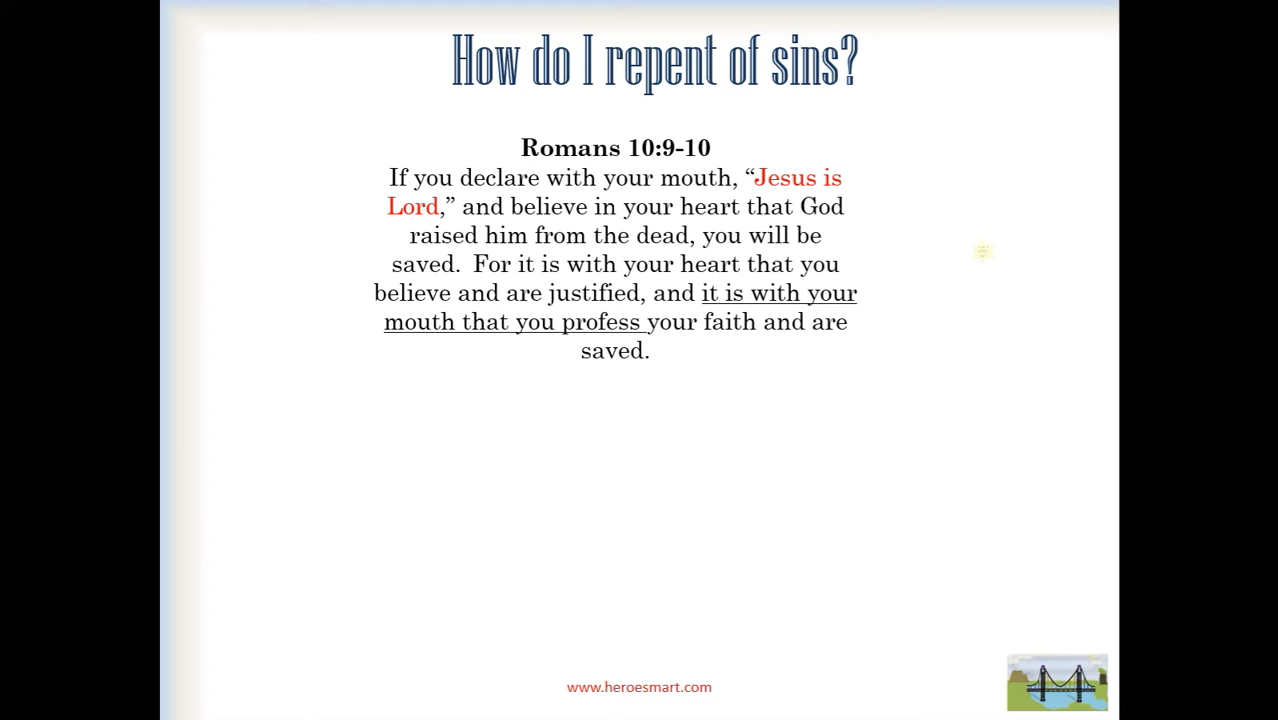 How do I repent of sins?
Romans 10:9-10
If you declare with your mouth, “Jesus is
Lord,” and believe in your heart that God
raised him from the dead, you will be
saved.  For it is with your heart that you
believe and are justified, and it is with your
mouth that you profess your faith and are
saved.
www.heroesmart.com